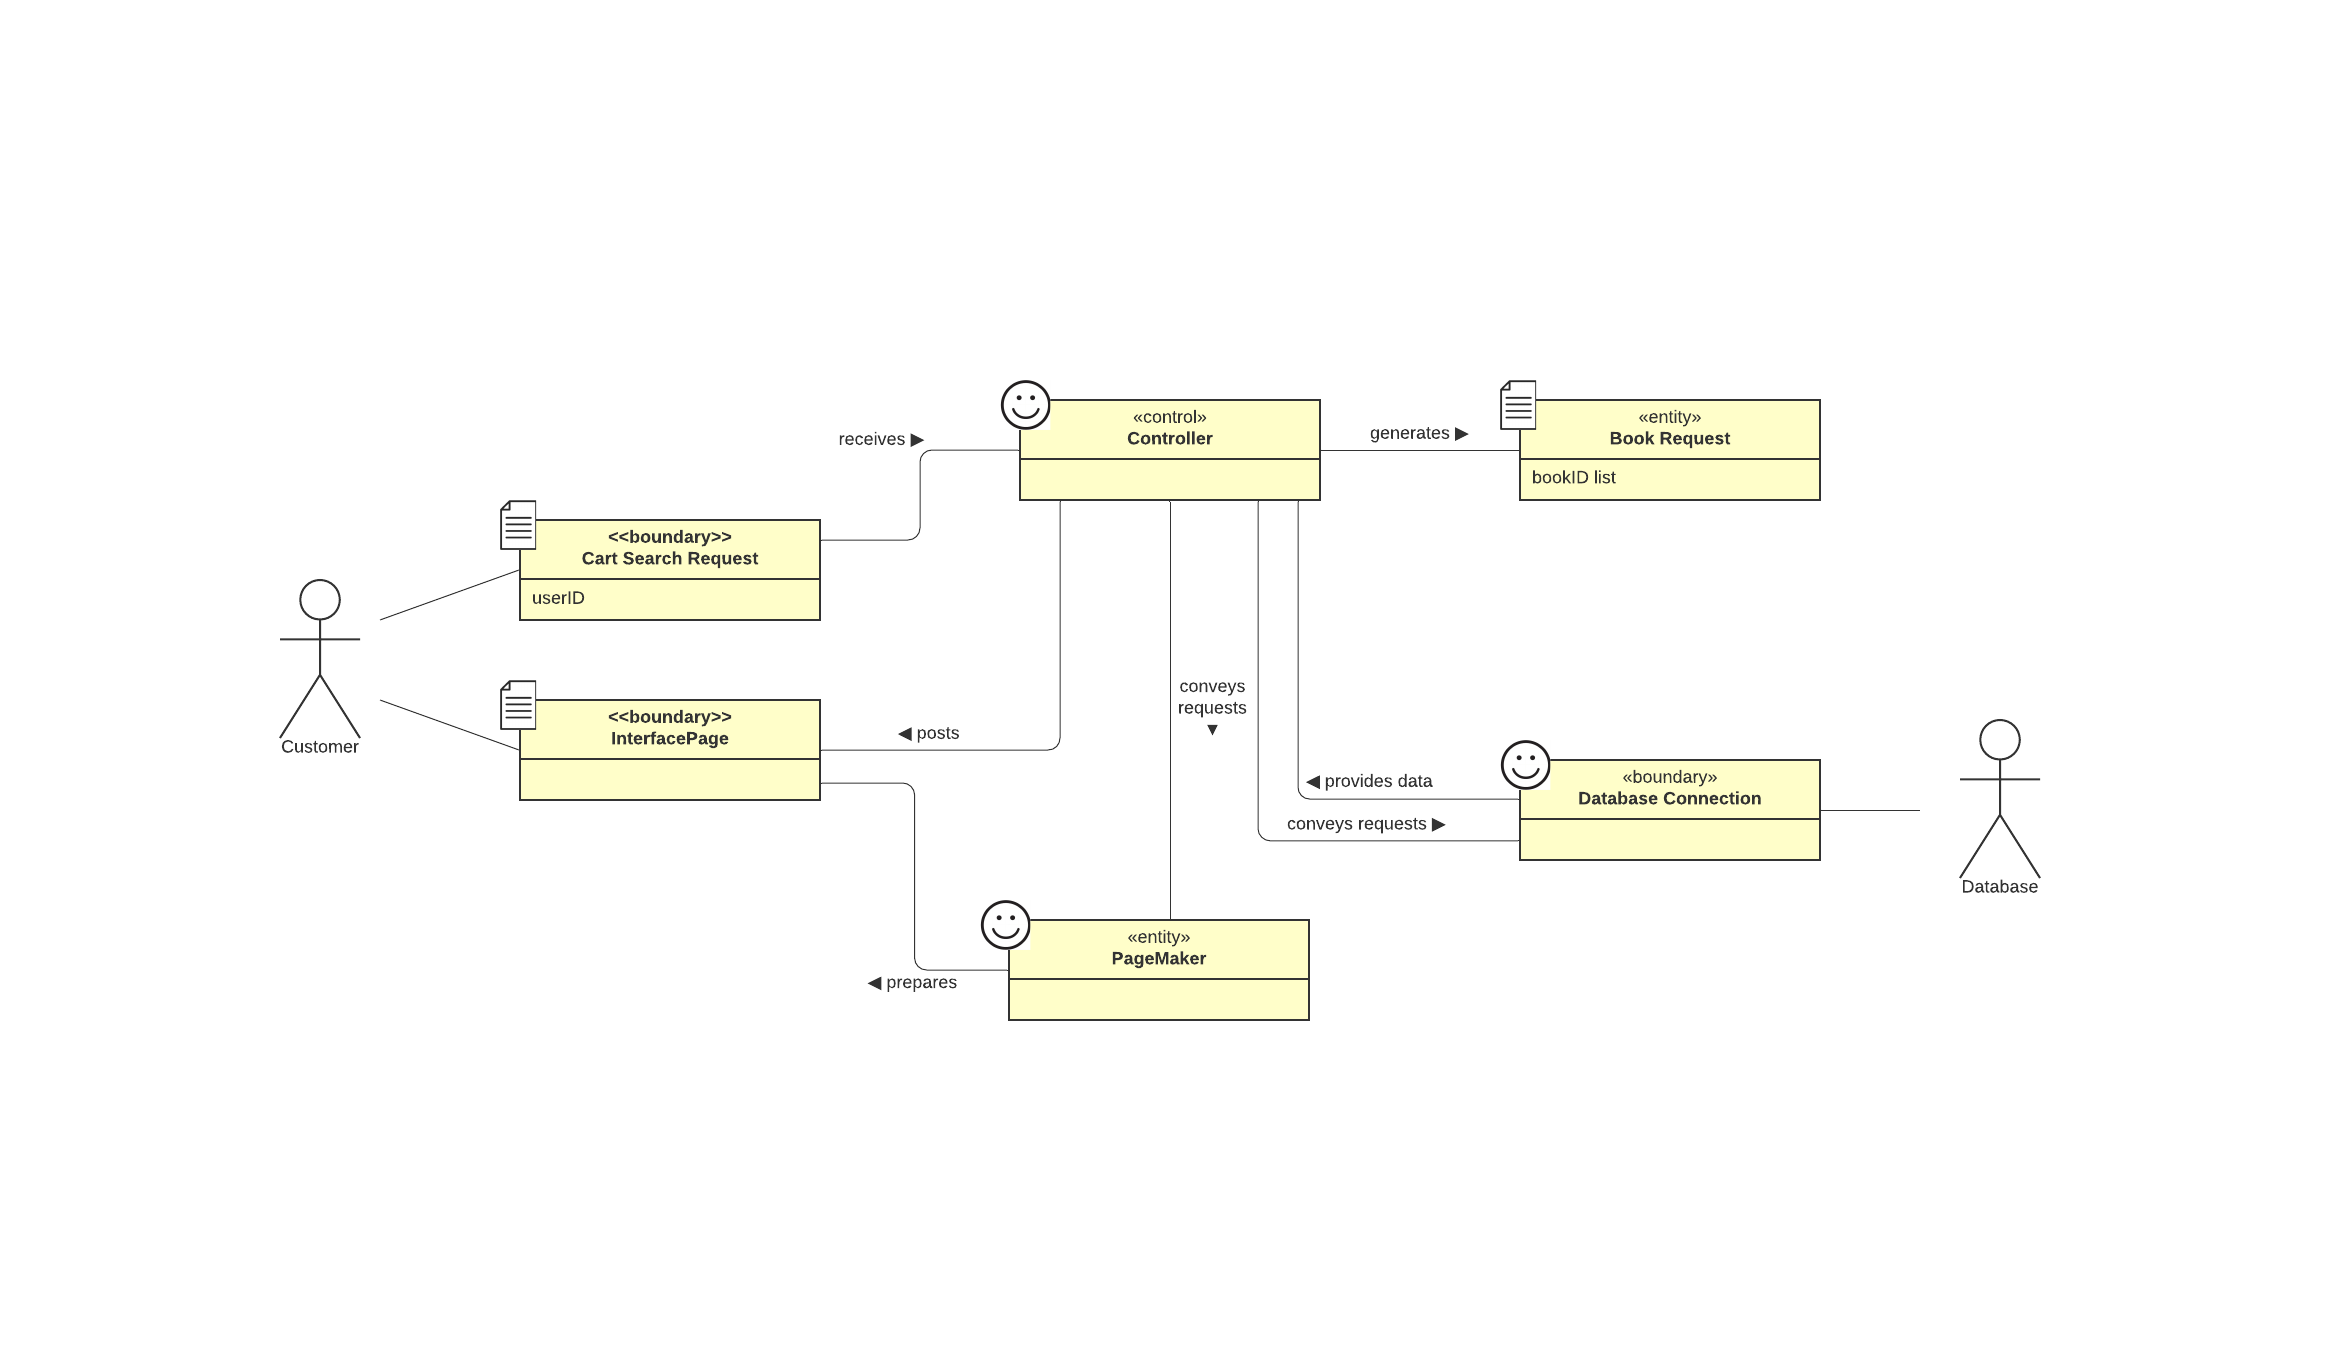 «control»
Controller
receives ▶
generates ▶
«entity»
Book Request
bookID list
<<boundary>>
Cart Search Request
userID
Customer
<<boundary>>
InterfacePage
◀ posts
conveys
requests
▼
◀ provides data
conveys requests ▶
«boundary»
Database Connection
Database
«entity»
PageMaker
◀ prepares